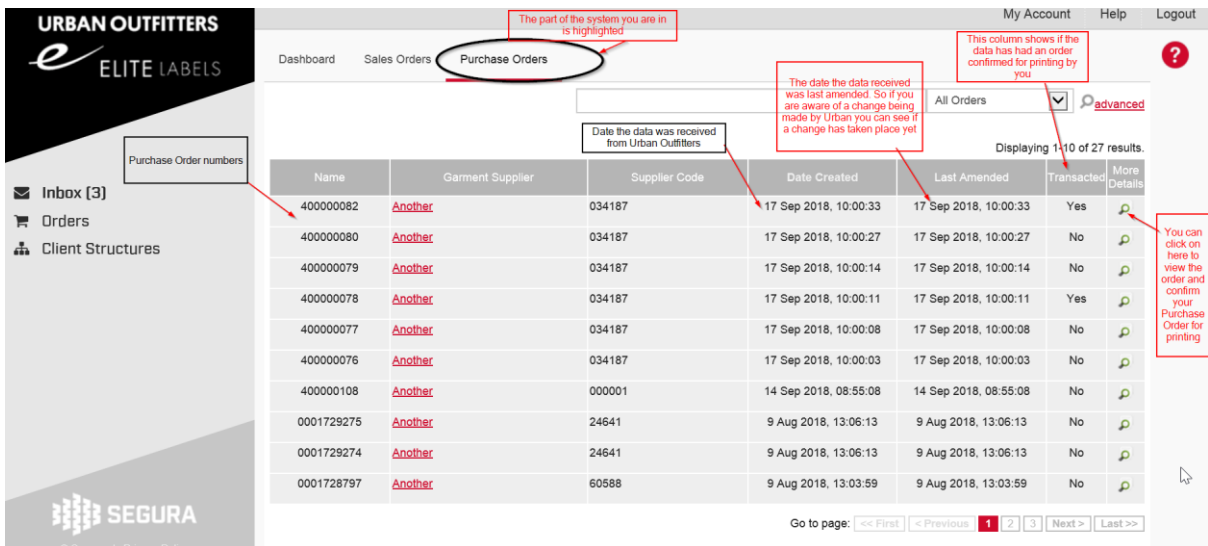 URBAN OUTFITTERS
e
ELITE LABELS
My Account Help Logout
The part of the system you are in
is highlighted
Dashboard Sales Orders Purchase Orders
This column shows if the
data has had an order
confirmed for printing by
you
?
The date the data received
was last amended. So if you
are aware of a change being
made by Urban you can see if
a change has taken place yet
All Orders advanced
Date the data was received
from Urban Outfitters
Displaying 1-10 of 27 results.
Purchase Order numbers
Inbox (3)
Orders
Client Structures
Name Garment Supplier Supplier Code Date Created Last Amended Transacted More
Details
400000082 Another 034187 17 Sep 2018, 10:00:33 17 Sep 2018, 10:00:33 Yes
400000080 Another 034187 17 Sep 2018, 10:00:27 17 Sep 2018, 10:00:27 No
400000079 Another 034187 17 Sep 2018, 10:00:14 17 Sep 2018, 10:00:14 No
400000078 Another 034187 17 Sep 2018, 10:00:11 17 Sep 2018, 10:00:11 Yes
400000077 Another 034187 17 Sep 2018, 10:00:08 17 Sep 2018, 10:00:08 No
400000076 Another 034187 17 Sep 2018, 10:00:03 17 Sep 2018, 10:00:03 No
400000108 Another 000001 14 Sep 2018, 08:55:08 14 Sep 2018, 08:55:08 No
0001729275 Another 24641 9 Aug 2018, 13:06:13 9 Aug 2018, 13:06:13 No
0001729274 Another 24641 9 Aug 2018, 13:06:13 9 Aug 2018, 13:06:13 No
0001728797 Another 60588 9 Aug 2018, 13:03:59 9 Aug 2018, 13:03:59 No
You can
click on
here to
view the
order and
confirm
your
Purchase
Order for
printing
Go to page: << First < Previous 1 2 3 Next > Last >>
SEGURA